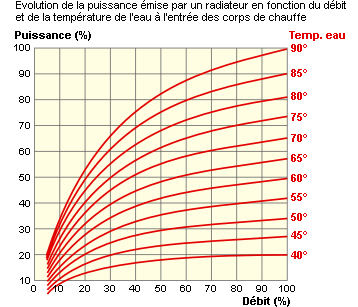 Evolution de la puissance émise par un radiateur en fonction du débit
et de la température de l'eau à l'entrée des corps de chauffe
Puissance (%) Temp. eau
100 90°
90 85°
80 80°
75°
70 70°
60 65°
50 60°
40 55°
30 50°
45°
20 40°
10
0 10 20 30 40 50 60 70 80 90 100
Débit (%)